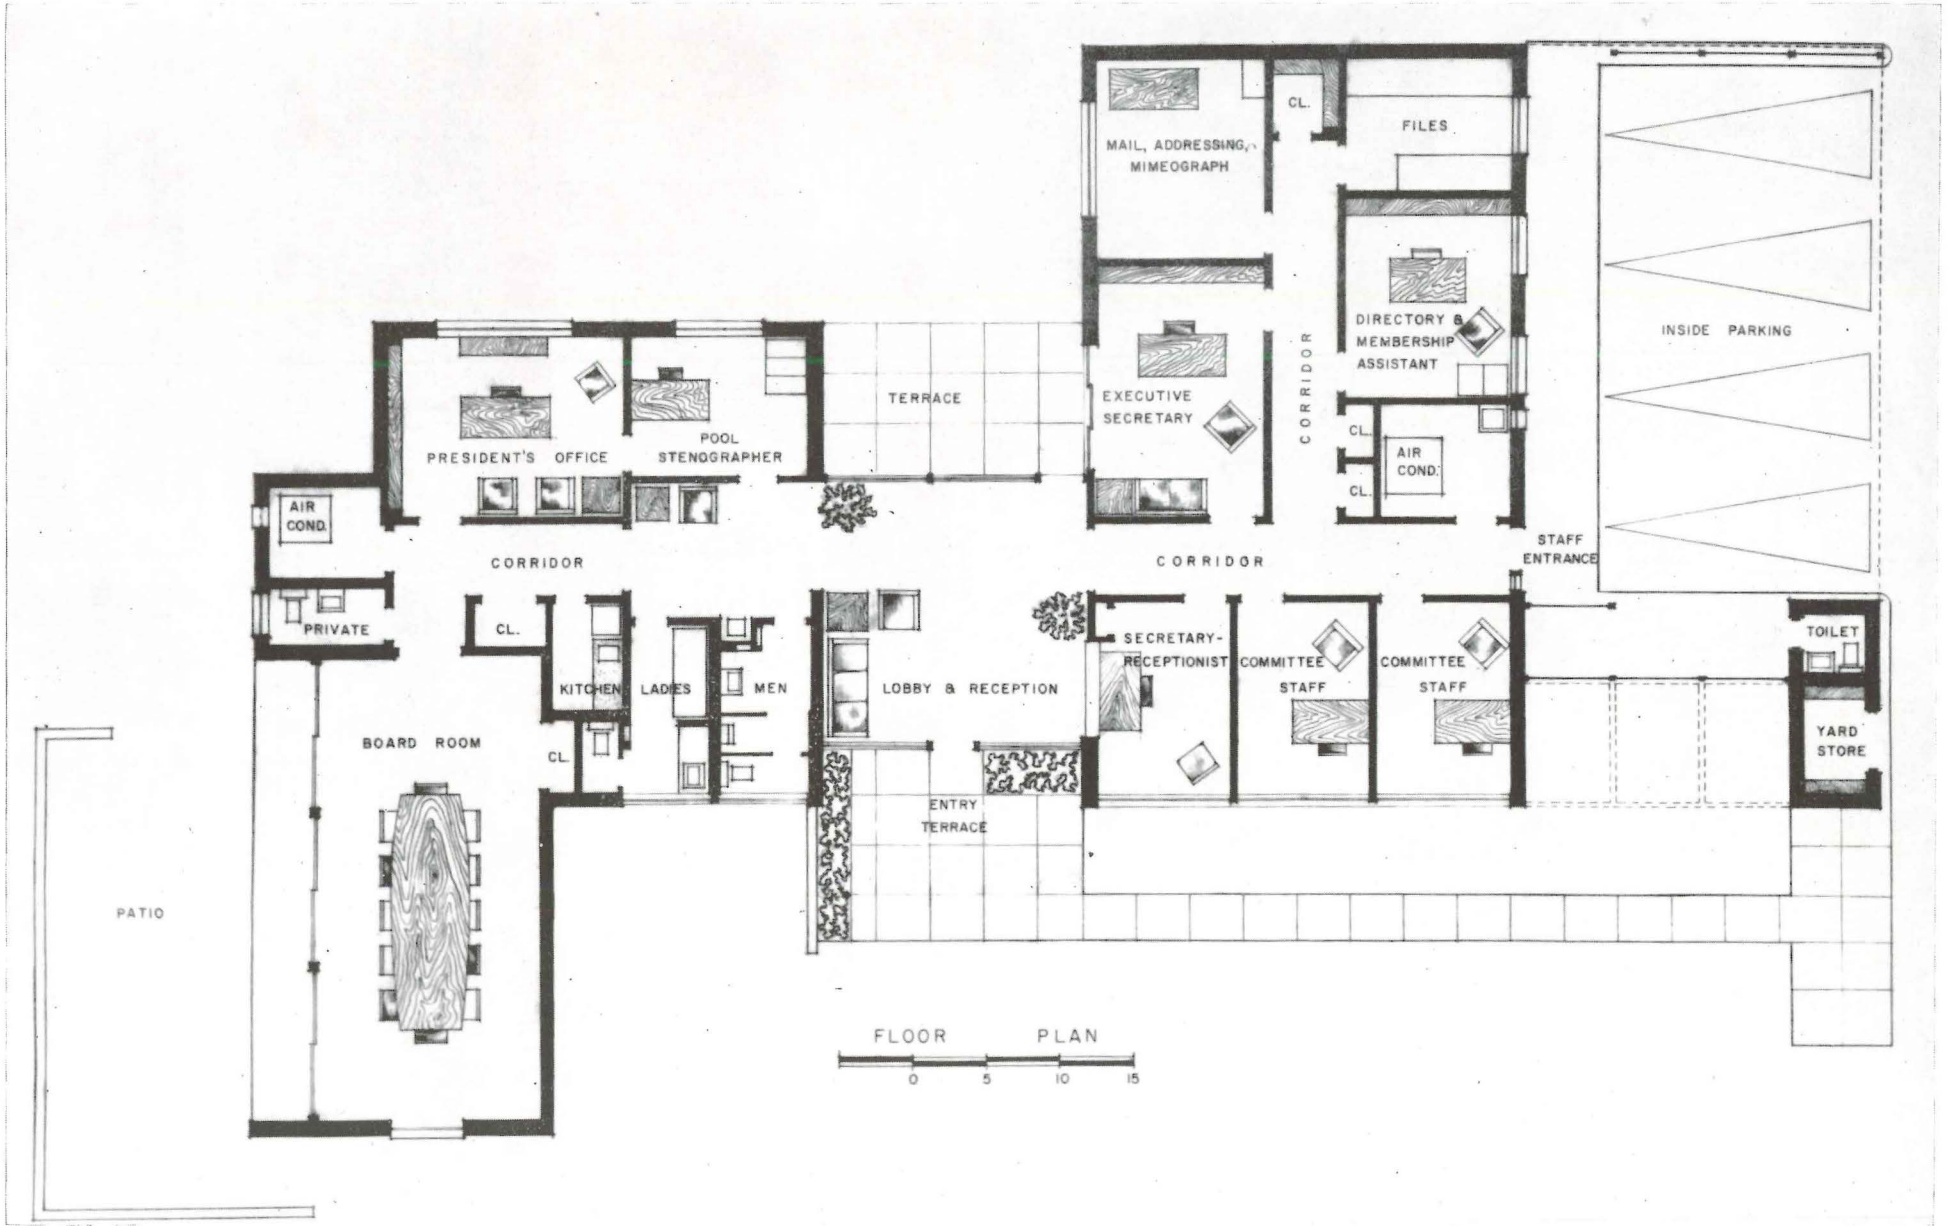 CL.
FILES
MAIL, ADDRESSING,
MIMEOGRAPH
INSIDE PARKING
DIRECTORY &
MEMBERSHIP
ASSISTANT
CORRIDOR
TERRACE
EXECUTIVE
SECRETARY
POOL
STENOGRAPHER
PRESIDENT'S OFFICE
CL.
AIR
COND.
CL.
AIR
COND.
STAFF
ENTRANCE
CORRIDOR
CORRIDOR
PRIVATE
CL.
TOILET
SECRETARY-
RECEPTIONIST
COMMITTEE
STAFF
COMMITTEE
STAFF
KITCHEN
LADIES
MEN
LOBBY & RECEPTION
YARD
STORE
BOARD ROOM
CL.
ENTRY
TERRACE
PATIO
FLOOR PLAN
0 5 10 15